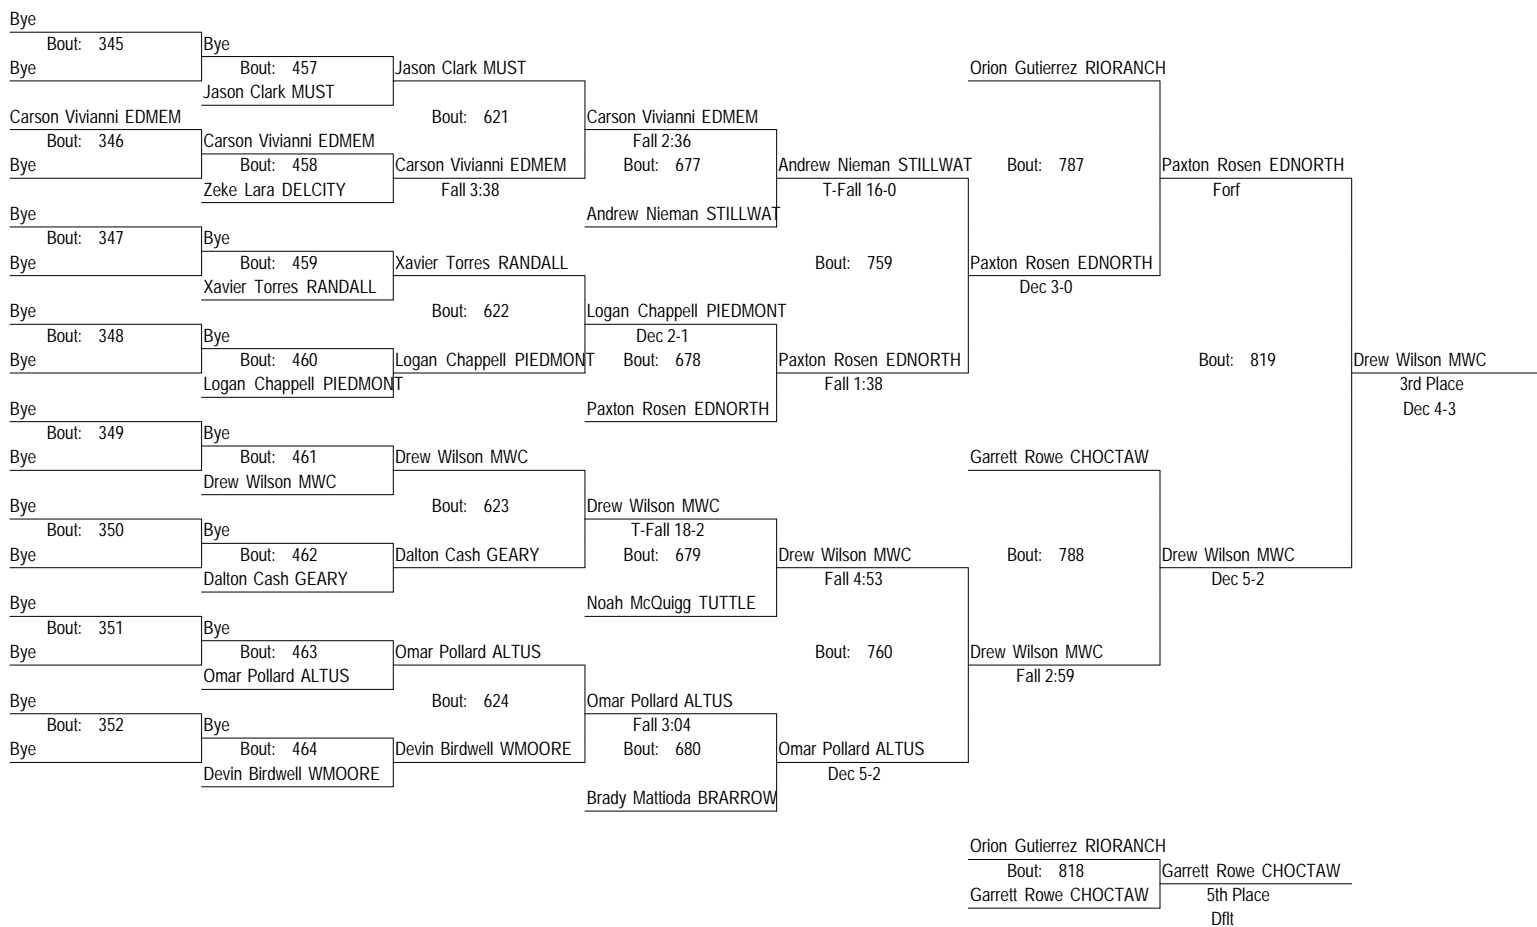 Bye
Bout: 345
Bye
Bye
Bout: 457
Jason Clark MUST
Jason Clark MUST
Carson Vivianni EDMEM
Bout: 346
Bye
Carson Vivianni EDMEM
Bout: 458
Zeke Lara DELCITY
Bout: 621
Carson Vivianni EDMEM
Fall 3:38
Carson Vivianni EDMEM
Fall 2:36
Bout: 677
Andrew Nieman STILLWAT
Andrew Nieman STILLWAT
T-Fall 16-0
Bye
Bout: 347
Bye
Bye
Bout: 459
Xavier Torres RANDALL
Xavier Torres RANDALL
Bye
Bout: 348
Bye
Bye
Bout: 460
Logan Chappell PIEDMONT
Bout: 622
Logan Chappell PIEDMONT
Logan Chappell PIEDMONT
Dec 2-1
Bout: 678
Paxton Rosen EDNORTH
Paxton Rosen EDNORTH
Fall 1:38
Bout: 759
Paxton Rosen EDNORTH
Dec 3-0
Orion Gutierrez RIORANCH
Bout: 787
Paxton Rosen EDNORTH
Forf
Bye
Bout: 349
Bye
Bye
Bout: 461
Drew Wilson MWC
Drew Wilson MWC
Bye
Bout: 350
Bye
Bye
Bout: 462
Dalton Cash GEARY
Bout: 623
Dalton Cash GEARY
Drew Wilson MWC
T-Fall 18-2
Bout: 679
Noah McQuigg TUTTLE
Drew Wilson MWC
Fall 4:53
Bye
Bout: 351
Bye
Bye
Bout: 463
Omar Pollard ALTUS
Omar Pollard ALTUS
Bye
Bout: 352
Bye
Bye
Bout: 464
Devin Birdwell WMOORE
Bout: 624
Devin Birdwell WMOORE
Omar Pollard ALTUS
Fall 3:04
Bout: 680
Brady Mattioda BRARROW
Omar Pollard ALTUS
Dec 5-2
Bout: 760
Drew Wilson MWC
Fall 2:59
Garrett Rowe CHOCTAW
Bout: 788
Drew Wilson MWC
Dec 5-2
Bout: 819
Drew Wilson MWC
3rd Place
Dec 4-3
Orion Gutierrez RIORANCH
Bout: 818
Garrett Rowe CHOCTAW
Garrett Rowe CHOCTAW
5th Place
Dflt